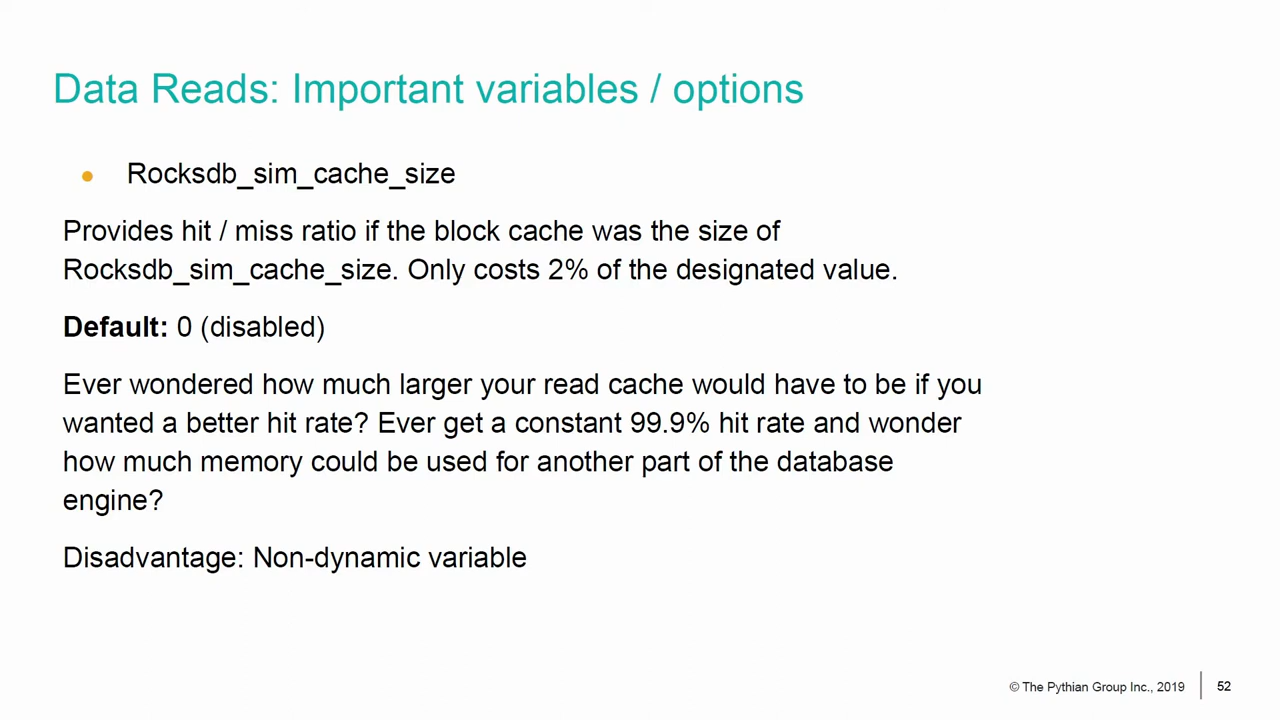 Data Reads: Important variables / options
● Rocksdb_sim_cache_size
Provides hit / miss ratio if the block cache was the size of
Rocksdb_sim_cache_size. Only costs 2% of the designated value.
Default: 0 (disabled)
Ever wondered how much larger your read cache would have to be if you
wanted a better hit rate? Ever get a constant 99.9% hit rate and wonder
how much memory could be used for another part of the database
engine?
Disadvantage: Non-dynamic variable
© The Pythian Group Inc., 2019 52